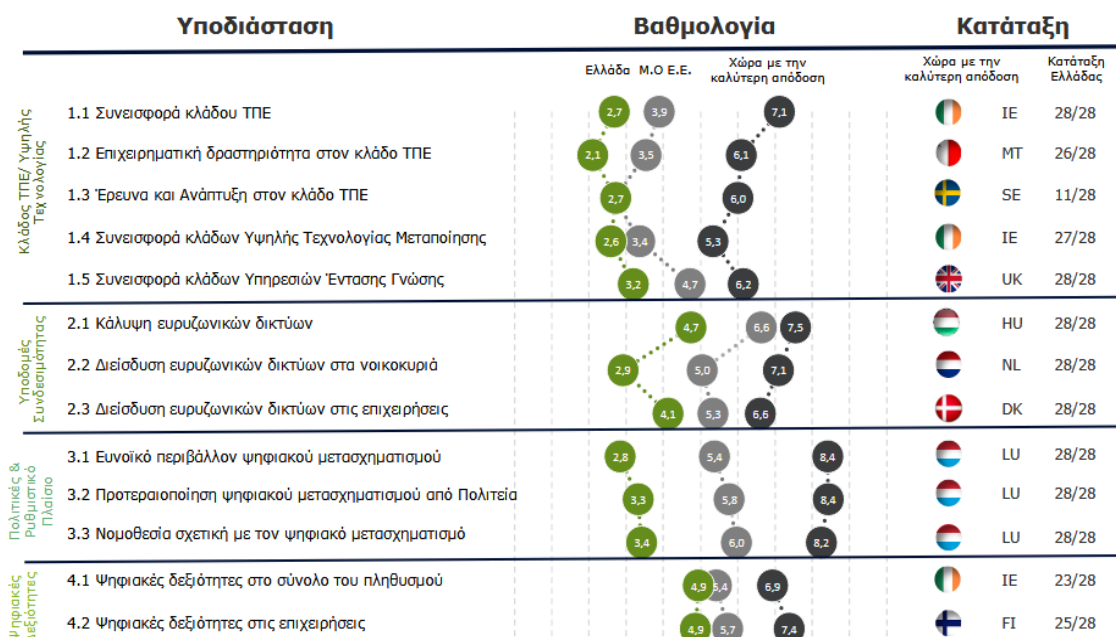 Υποδιάσταση Βαθμολογία Κατάταξη
Ελλάδα Μ.Ο Ε.Ε. Χώρα με την καλύτερη απόδοση Χώρα με την καλύτερη απόδοση Κατάταξη Ελλάδας
Κλάδος ΤΠΕ/ Υψηλής Τεχνολογίας
1.1 Συνεισφορά κλάδου ΤΠΕ 2,7 3,9 7,1 IE 28/28
1.2 Επιχειρηματική δραστηριότητα στον κλάδο ΤΠΕ 2,1 3,5 6,1 MT 26/28
1.3 Έρευνα και Ανάπτυξη στον κλάδο ΤΠΕ 2,7 6,0 SE 11/28
1.4 Συνεισφορά κλάδων Υψηλής Τεχνολογίας Μεταποίησης 2,6 3,4 5,3 IE 27/28
1.5 Συνεισφορά κλάδων Υπηρεσιών Έντασης Γνώσης 3,2 4,7 6,2 UK 28/28
Υποδομές Συνδεσιμότητας
2.1 Κάλυψη ευρυζωνικών δικτύων 4,7 6,6 7,5 HU 28/28
2.2 Διείσδυση ευρυζωνικών δικτύων στα νοικοκυριά 2,9 5,0 7,1 NL 28/28
2.3 Διείσδυση ευρυζωνικών δικτύων στις επιχειρήσεις 4,1 5,3 6,6 DK 28/28
Πολιτικές & Ρυθμιστικό Πλαίσιο
3.1 Ευνοϊκό περιβάλλον ψηφιακού μετασχηματισμού 2,8 5,4 8,4 LU 28/28
3.2 Προτεραιοποίηση ψηφιακού μετασχηματισμού από Πολιτεία 3,3 5,8 8,4 LU 28/28
3.3 Νομοθεσία σχετική με τον ψηφιακό μετασχηματισμό 3,4 6,0 8,2 LU 28/28
Ψηφιακές Δεξιότητες
4.1 Ψηφιακές δεξιότητες στο σύνολο του πληθυσμού 4,9 5,4 6,9 IE 23/28
4.2 Ψηφιακές δεξιότητες στις επιχειρήσεις 4,9 5,7 7,4 FI 25/28